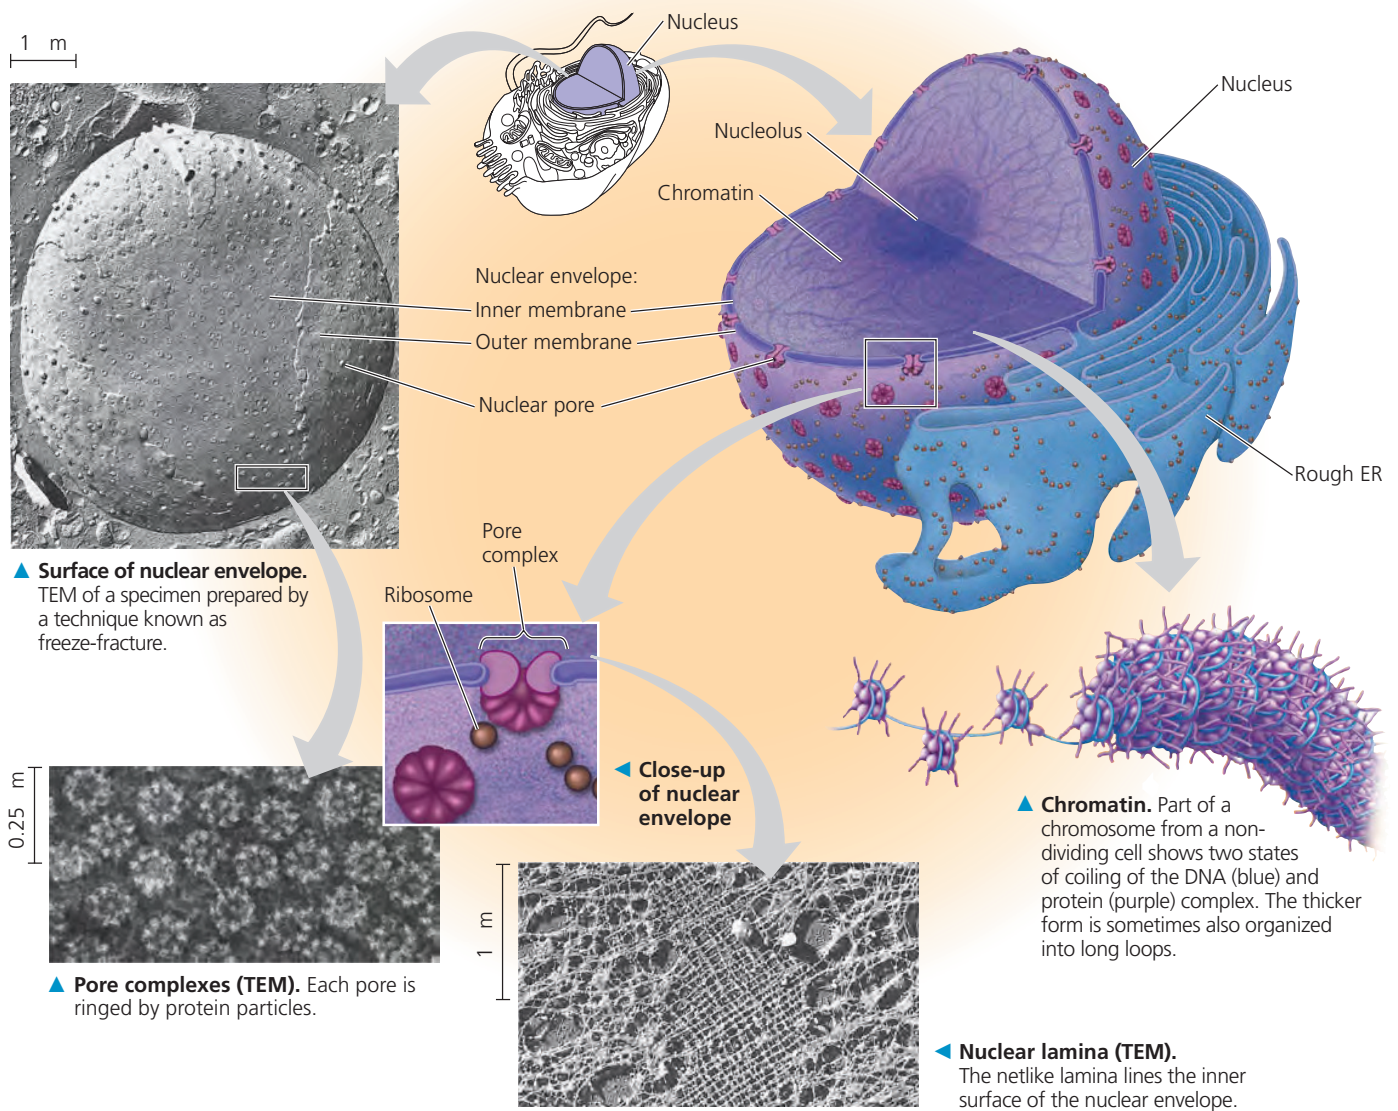 1 m
Nucleus
Nucleus
Nucleolus
Chromatin
Nuclear envelope:
Inner membrane
Outer membrane
Nuclear pore
Rough ER
Pore
complex
Ribosome
▲ Surface of nuclear envelope.
TEM of a specimen prepared by
a technique known as
freeze-fracture.
0.25 m
◀ Close-up
of nuclear
envelope
▲ Chromatin. Part of a
chromosome from a non-
dividing cell shows two states
of coiling of the DNA (blue) and
protein (purple) complex. The thicker
form is sometimes also organized
into long loops.
1 m
▲ Pore complexes (TEM). Each pore is
ringed by protein particles.
◀ Nuclear lamina (TEM).
The netlike lamina lines the inner
surface of the nuclear envelope.